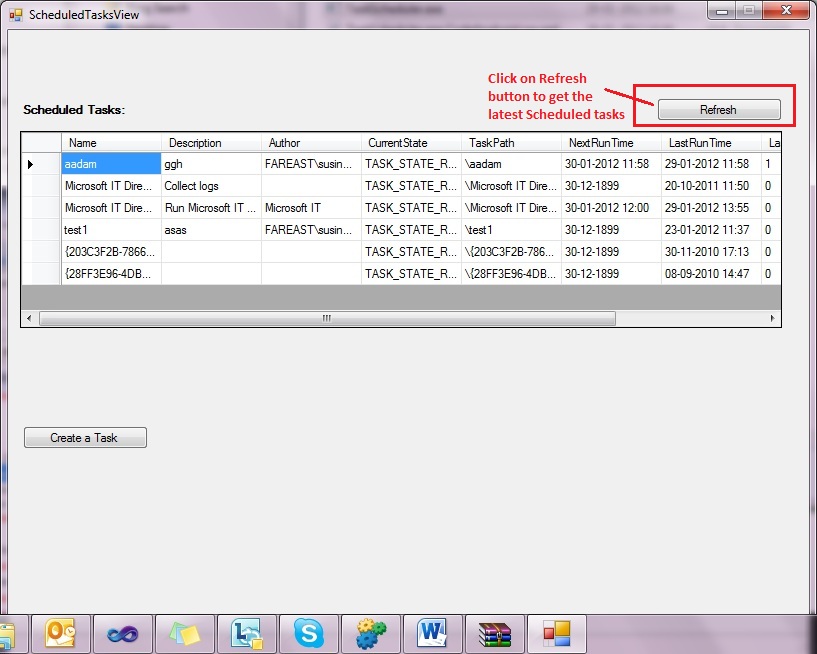 ScheduledTasksView
Click on Refresh
button to get the
latest Scheduled tasks
Scheduled Tasks:
Refresh
Name Description Author CurrentState TaskPath NextRunTime LastRunTime La
aadam ggh FAREAST\susin... TASK_STATE_R... \aadam 30-01-2012 11:58 29-01-2012 11:58 1
Microsoft IT Dire... Collect logs TASK_STATE_R... \Microsoft IT Dire... 30-12-1899 20-10-2011 11:50 0
Microsoft IT Dire... Run Microsoft IT ... Microsoft IT TASK_STATE_R... \Microsoft IT Dire... 30-01-2012 12:00 29-01-2012 13:55 0
test1 asas FAREAST\susin... TASK_STATE_R... \test1 30-12-1899 23-01-2012 11:37 0
{203C3F2B-7866... TASK_STATE_R... \{203C3F2B-786... 30-12-1899 30-11-2010 17:13 0
{28FF3E96-4DB... TASK_STATE_R... \{28FF3E96-4DB... 30-12-1899 08-09-2010 14:47 0
Create a Task